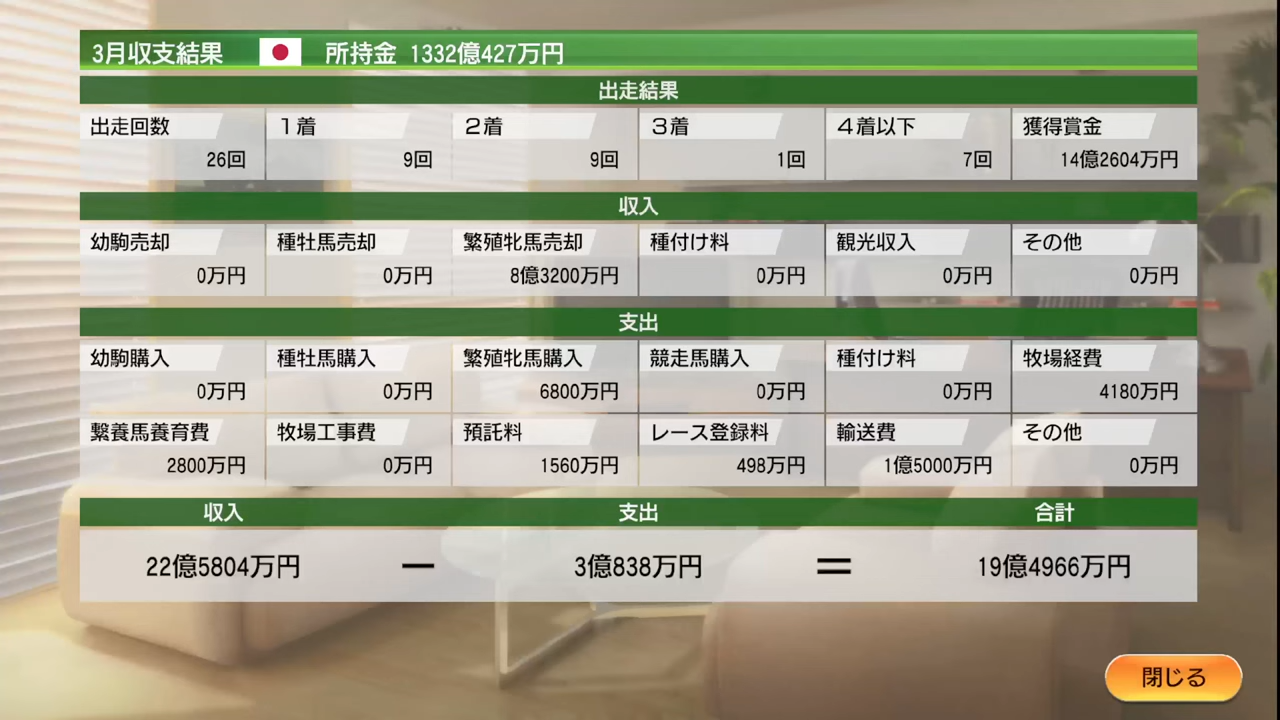 3月収支結果 所持金 1332億427万円
出走結果
出走回数 1着 2着 3着 4着以下 獲得賞金
26回 9回 9回 1回 7回 14億2604万円
収入
幼駒売却 種牡馬売却 繁殖牝馬売却 種付け料 観光収入 その他
0万円 0万円 8億3200万円 0万円 0万円 0万円
支出
幼駒購入 種牡馬購入 繁殖牝馬購入 競走馬購入 種付け料 牧場経費
0万円 0万円 6800万円 0万円 0万円 4180万円
繫養馬養育費 牧場工事費 預託料 レース登録料 輸送費 その他
2800万円 0万円 1560万円 498万円 1億5000万円 0万円
収入 支出 合計
22億5804万円 － 3億838万円 ＝ 19億4966万円
閉じる